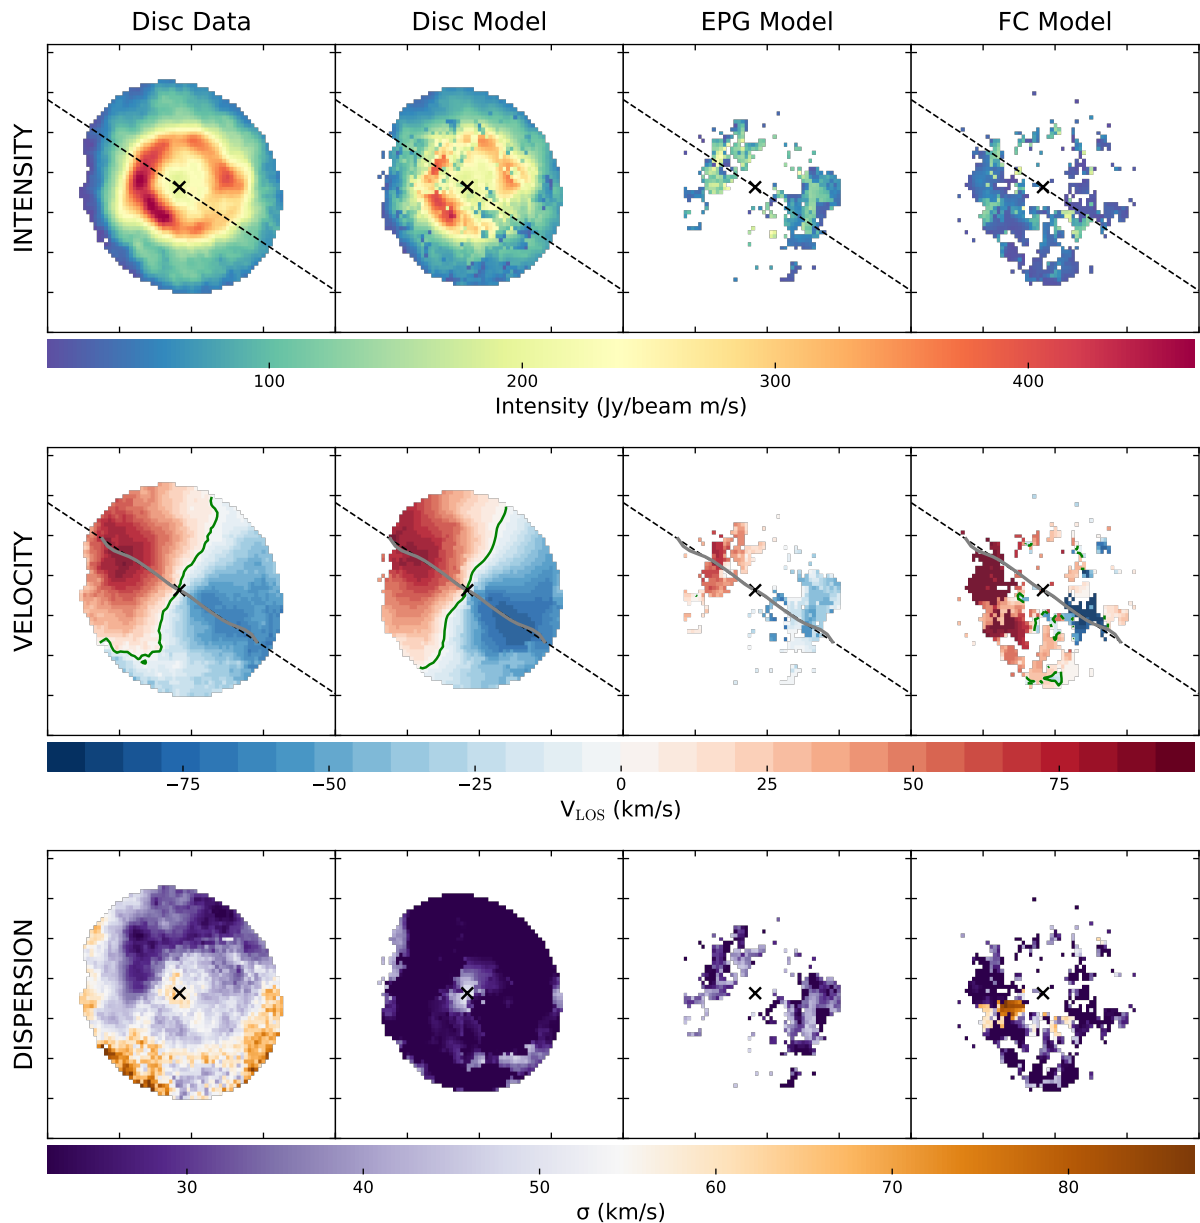 Disc Data Disc Model EPG Model FC Model
INTENSITY
100 200 300 400
Intensity (Jy/beam m/s)
VELOCITY
−75 −50 −25 0 25 50 75
V_LOS (km/s)
DISPERSION
30 40 50 60 70 80
σ (km/s)